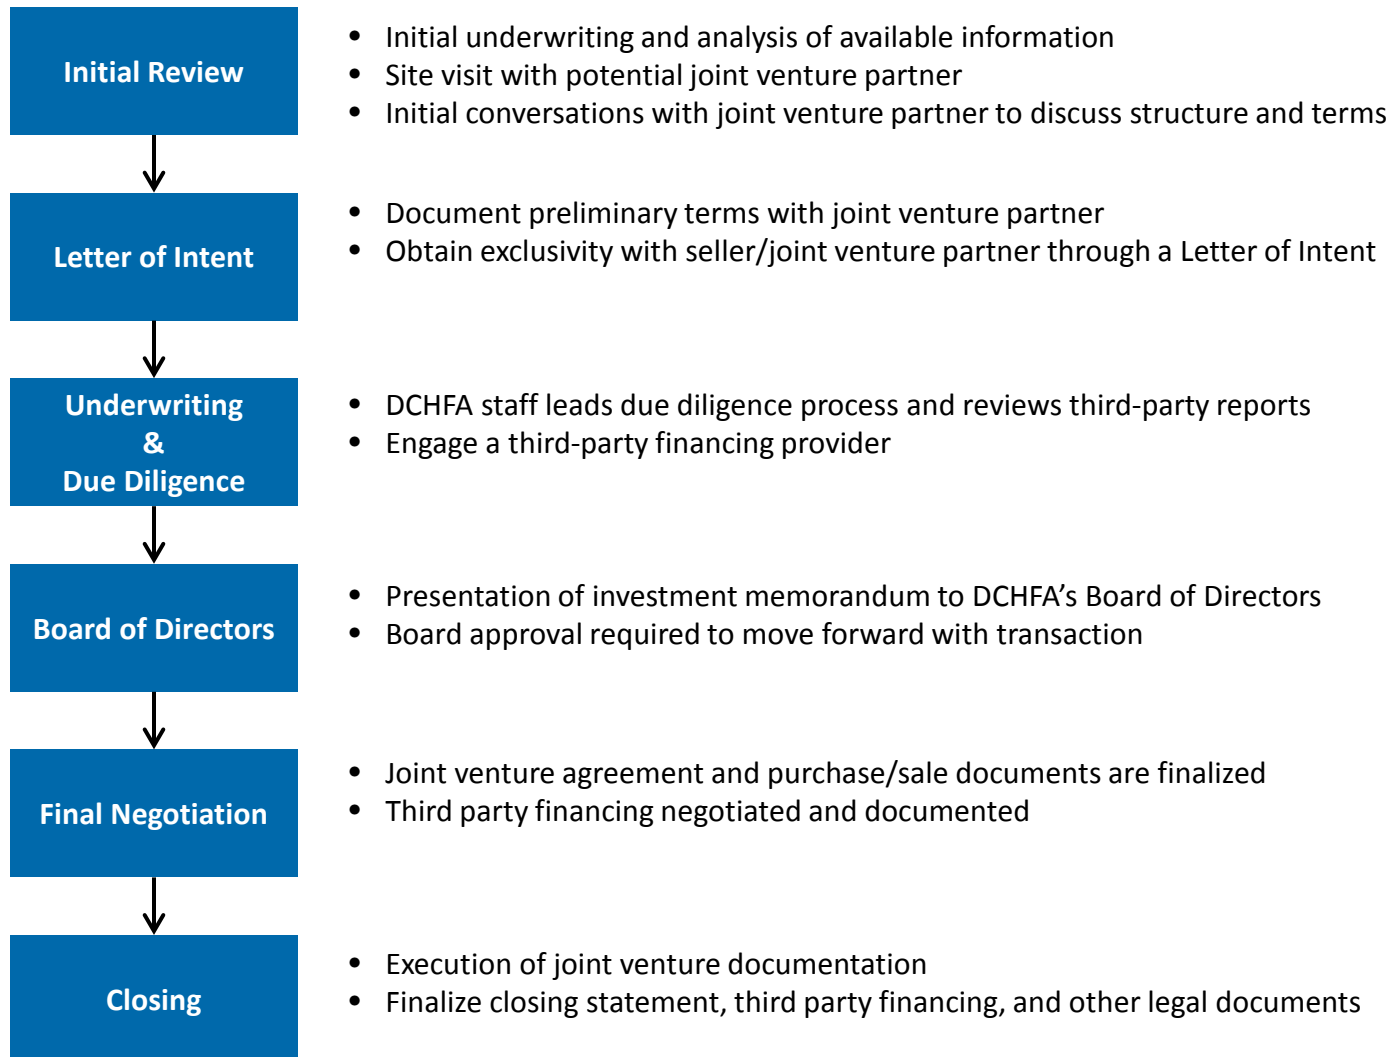 Initial Review
• Initial underwriting and analysis of available information
• Site visit with potential joint venture partner
• Initial conversations with joint venture partner to discuss structure and terms
Letter of Intent
• Document preliminary terms with joint venture partner
• Obtain exclusivity with seller/joint venture partner through a Letter of Intent
Underwriting
&
Due Diligence
• DCHFA staff leads due diligence process and reviews third-party reports
• Engage a third-party financing provider
Board of Directors
• Presentation of investment memorandum to DCHFA’s Board of Directors
• Board approval required to move forward with transaction
Final Negotiation
• Joint venture agreement and purchase/sale documents are finalized
• Third party financing negotiated and documented
Closing
• Execution of joint venture documentation
• Finalize closing statement, third party financing, and other legal documents